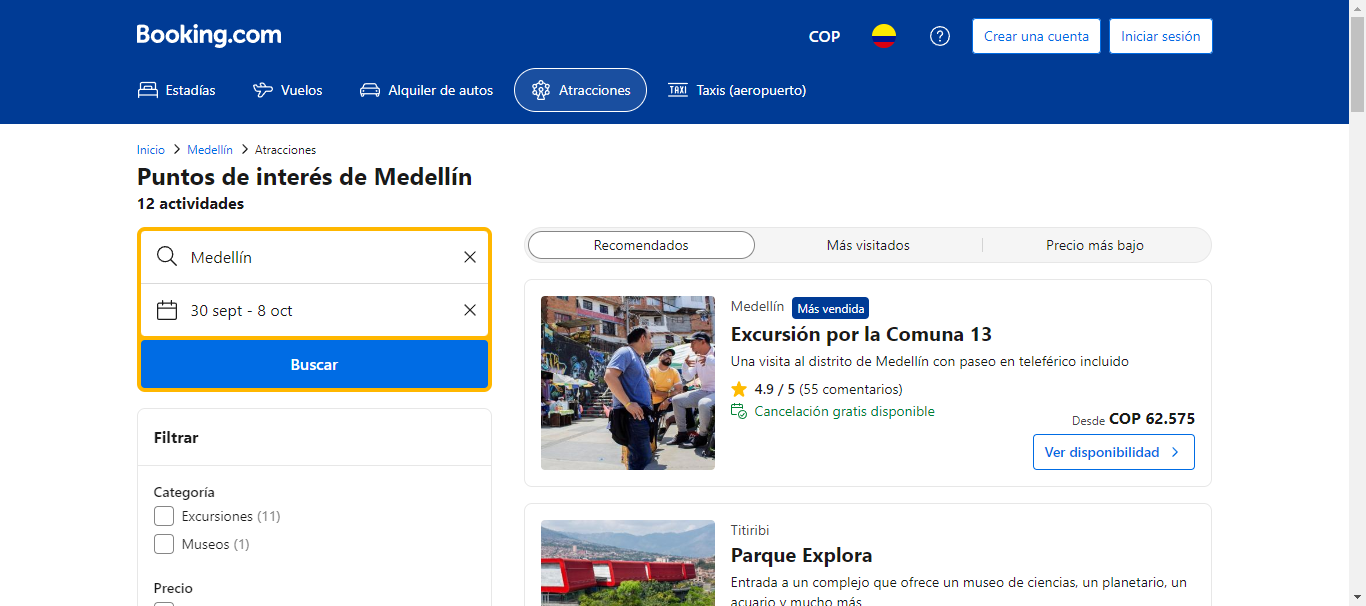 Booking.com
COP
Crear una cuenta
Iniciar sesión
Estadías
Vuelos
Alquiler de autos
Atracciones
TAXI
Taxis (aeropuerto)
Inicio > Medellín > Atracciones
Puntos de interés de Medellín
12 actividades
Medellín
30 sept - 8 oct
Buscar
Filtrar
Categoría
Excursiones (11)
Museos (1)
Precio
Recomendados
Más visitados
Precio más bajo
Medellín
Más vendida
Excursión por la Comuna 13
Una visita al distrito de Medellín con paseo en teleférico incluido
4.9 / 5 (55 comentarios)
Cancelación gratis disponible
Desde COP 62.575
Ver disponibilidad
Titiribi
Parque Explora
Entrada a un complejo que ofrece un museo de ciencias, un planetario, un
acuario y mucho más